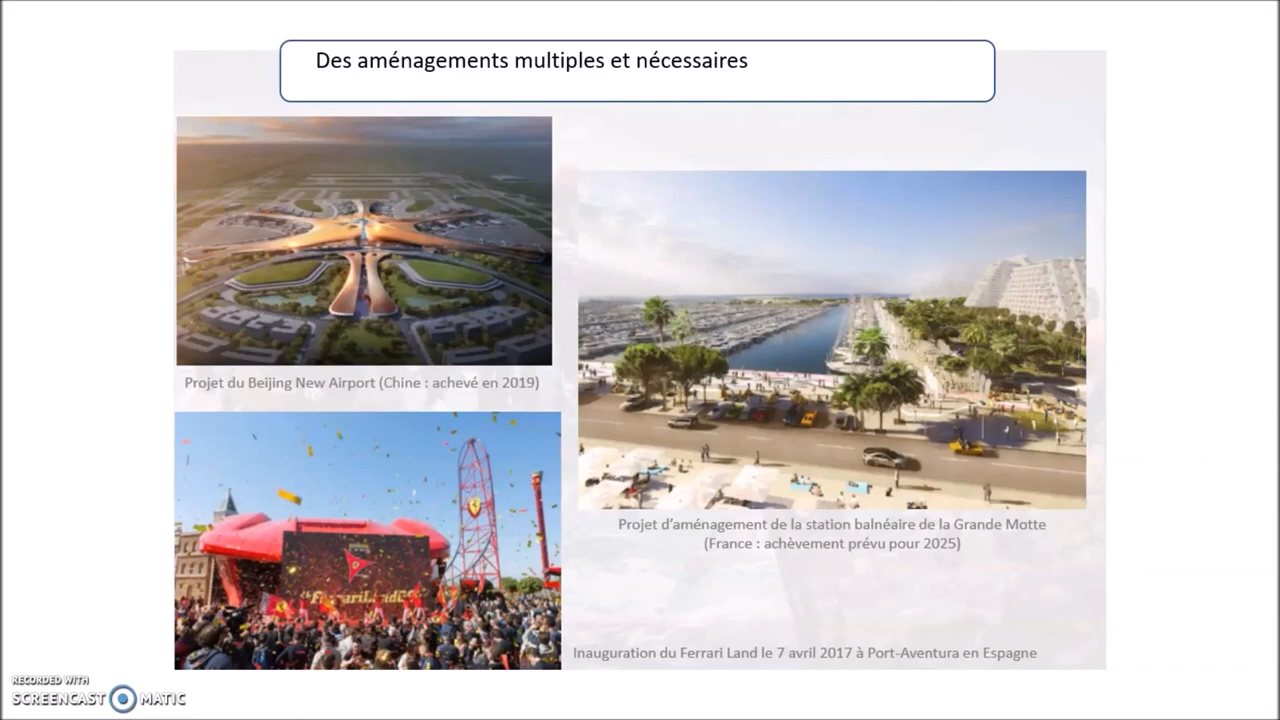 Des aménagements multiples et nécessaires
Projet du Beijing New Airport (Chine : achevé en 2019)
Projet d’aménagement de la station balnéaire de la Grande Motte
(France : achèvement prévu pour 2025)
Inauguration du Ferrari Land le 7 avril 2017 à Port-Aventura en Espagne
RECORDED WITH
SCREENCAST MATIC